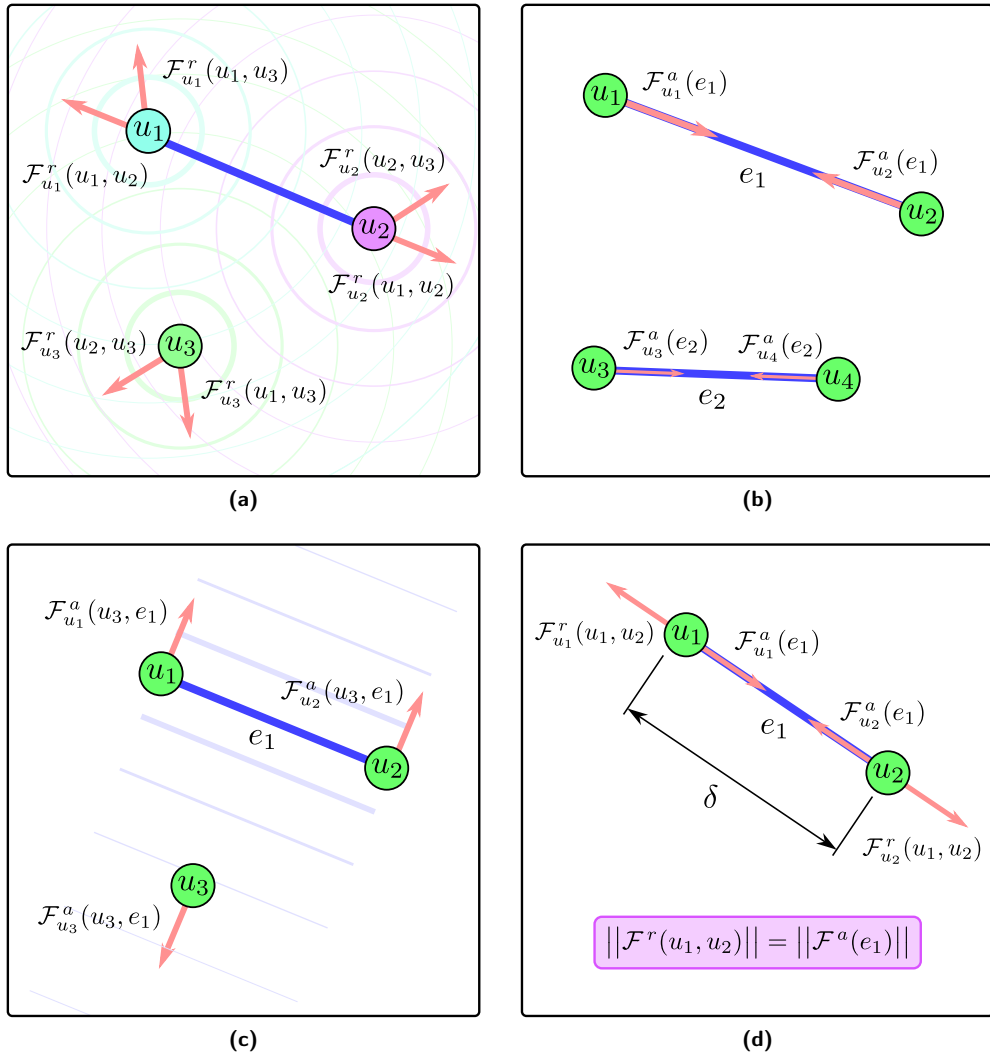 𝓕^r_{u_1}(u_1, u_3)
u_1
𝓕^r_{u_1}(u_1, u_2)
𝓕^r_{u_2}(u_2, u_3)
u_2
𝓕^r_{u_2}(u_1, u_2)
𝓕^r_{u_3}(u_2, u_3)
u_3
𝓕^r_{u_3}(u_1, u_3)
(a)
u_1
𝓕^a_{u_1}(e_1)
𝓕^a_{u_2}(e_1)
e_1
u_2
𝓕^a_{u_3}(e_2)
𝓕^a_{u_4}(e_2)
u_3
u_4
e_2
(b)
𝓕^a_{u_1}(u_3, e_1)
u_1
𝓕^a_{u_2}(u_3, e_1)
e_1
u_2
u_3
𝓕^a_{u_3}(u_3, e_1)
(c)
𝓕^r_{u_1}(u_1, u_2)
u_1
𝓕^a_{u_1}(e_1)
𝓕^a_{u_2}(e_1)
e_1
u_2
δ
𝓕^r_{u_2}(u_1, u_2)
||𝓕^r(u_1, u_2)|| = ||𝓕^a(e_1)||
(d)